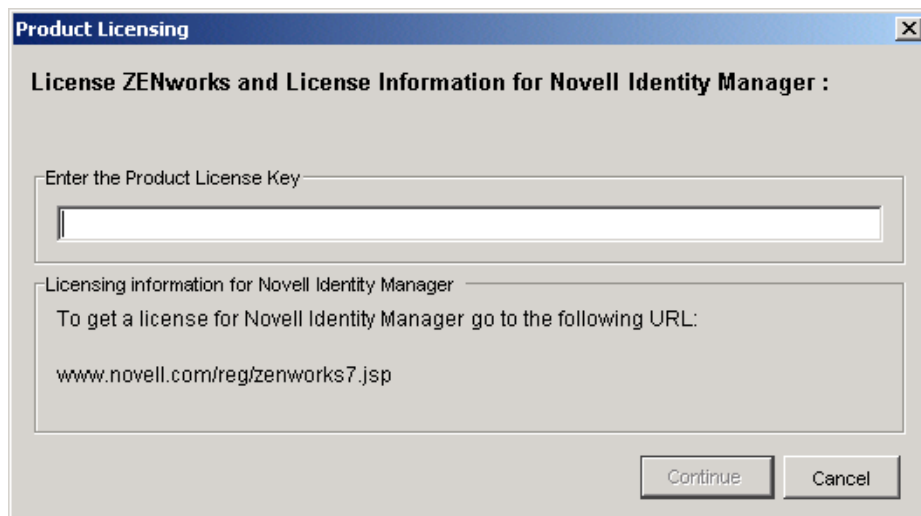 Product Licensing
License ZENworks and License Information for Novell Identity Manager :
Enter the Product License Key
Licensing information for Novell Identity Manager
To get a license for Novell Identity Manager go to the following URL:
www.novell.com/reg/zenworks7.jsp
Continue Cancel